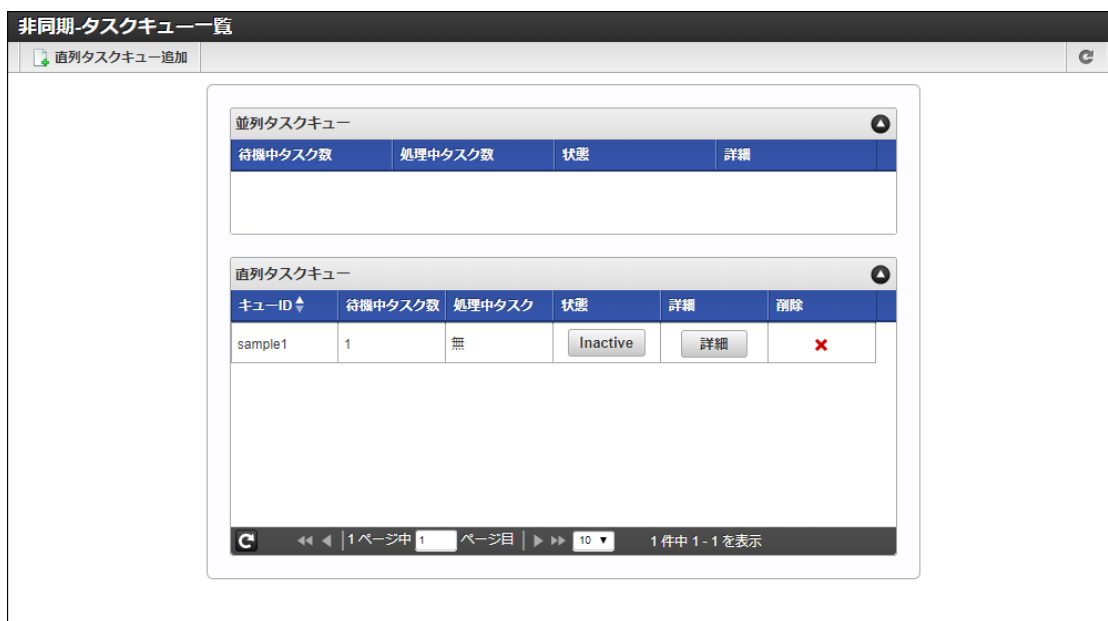 非同期-タスクキュー一覧
直列タスクキュー追加
並列タスクキュー
待機中タスク数 処理中タスク数 状態 詳細
直列タスクキュー
キューID 待機中タスク数 処理中タスク 状態 詳細 削除
sample1 1 無 Inactive 詳細
1 ページ中 1 ページ目 10 1 件中 1 - 1 を表示